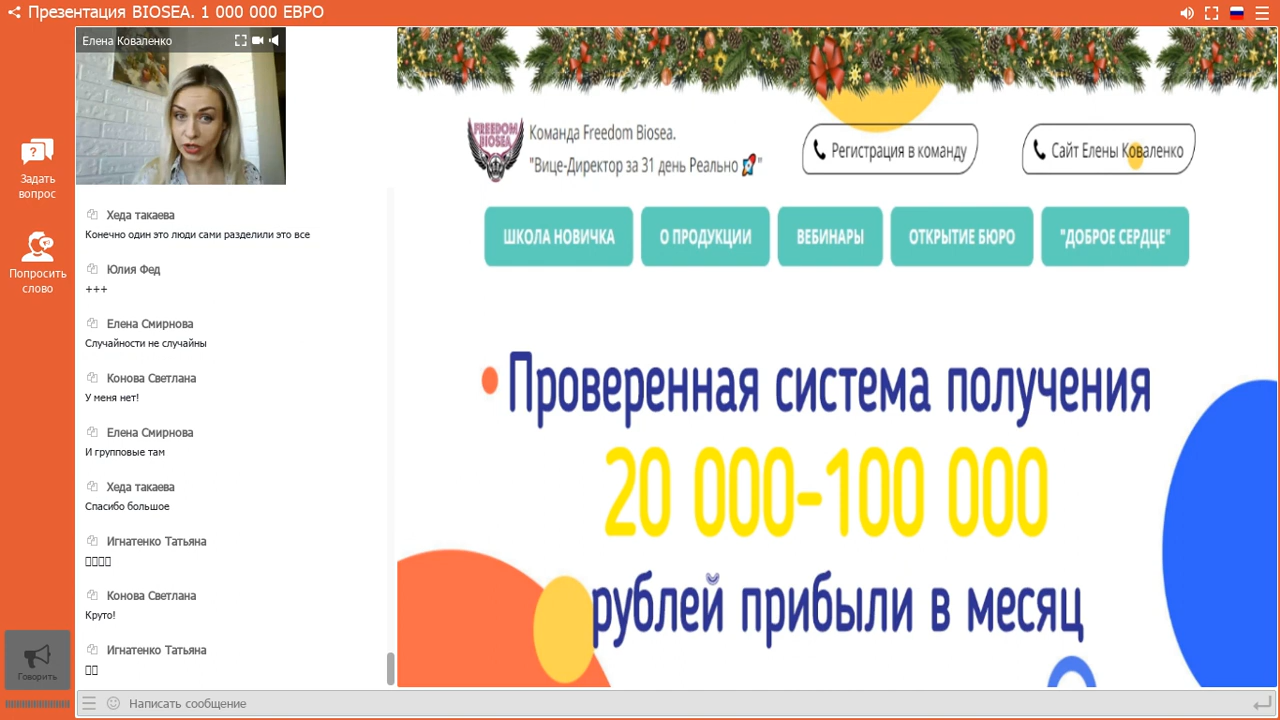 Презентация BIOSEA. 1 000 000 ЕВРО
Елена Коваленко
Задать
вопрос
Попросить
слово
Говорить
Хеда такаева
Конечно один это люди сами разделили это все
Юлия Фед
+++
Елена Смирнова
Случайности не случайны
Конова Светлана
У меня нет!
Елена Смирнова
И групповые там
Хеда такаева
Спасибо большое
Игнатенко Татьяна
Конова Светлана
Круто!
Игнатенко Татьяна
Написать сообщение
FREEDOM
BIOSEA
Команда Freedom Biosea.
"Вице-Директор за 31 день Реально 🚀"
Регистрация в команду
Сайт Елены Коваленко
ШКОЛА НОВИЧКА
О ПРОДУКЦИИ
ВЕБИНАРЫ
ОТКРЫТИЕ БЮРО
"ДОБРОЕ СЕРДЦЕ"
Проверенная система получения
20 000-100 000
рублей прибыли в месяц